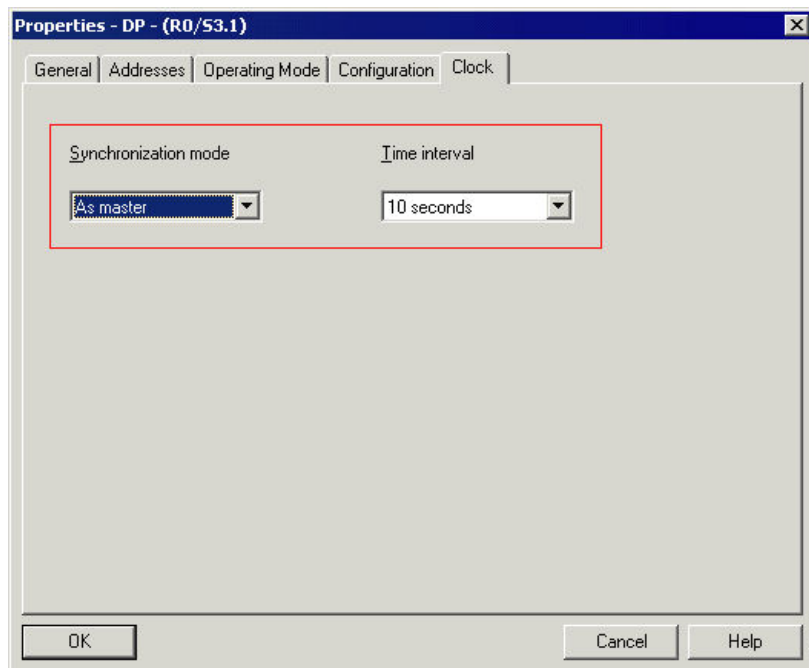 Properties - DP - (R0/S3.1)
General Addresses Operating Mode Configuration Clock
Synchronization mode Time interval
As master 10 seconds
OK Cancel Help